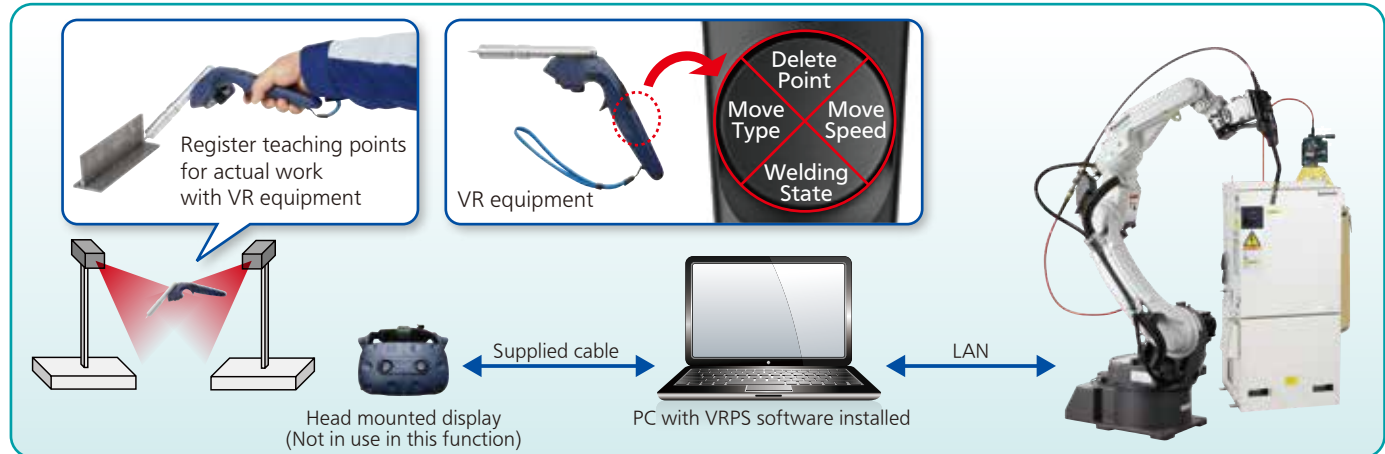 Register teaching points
for actual work
with VR equipment
VR equipment
Delete
Point
Move
Type
Move
Speed
Welding
State
Supplied cable
LAN
Head mounted display
(Not in use in this function)
PC with VRPS software installed